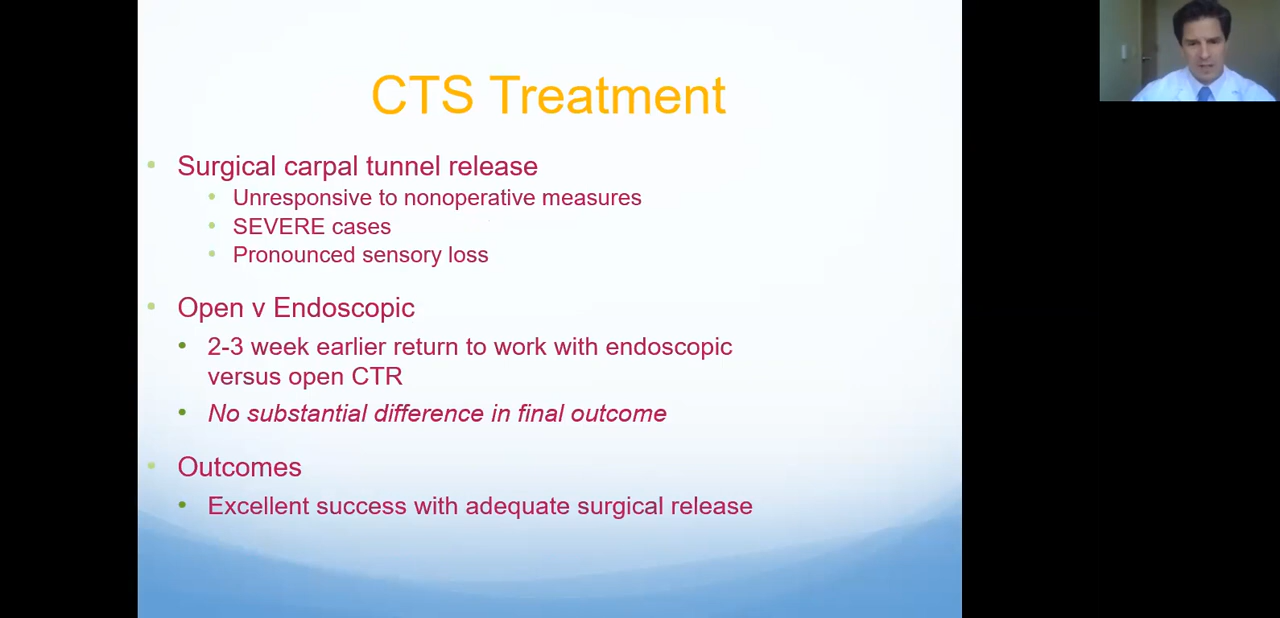 CTS Treatment
Surgical carpal tunnel release
Unresponsive to nonoperative measures
SEVERE cases
Pronounced sensory loss
Open v Endoscopic
2-3 week earlier return to work with endoscopic
versus open CTR
No substantial difference in final outcome
Outcomes
Excellent success with adequate surgical release